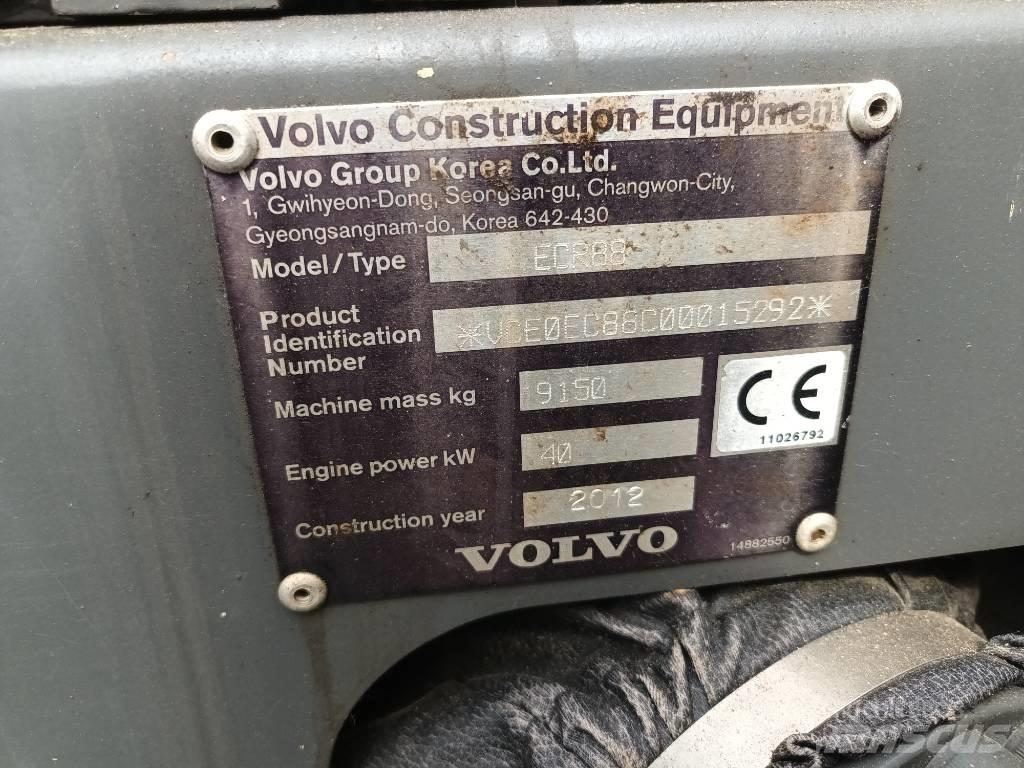 Volvo Construction Equipment
Volvo Group Korea Co.Ltd.
1, Gwihyeon-Dong, Seongsan-gu, Changwon-City,
Gyeongsangnam-do, Korea 642-430
Model/Type ECR88
Product
Identification
Number
*VCE0EC88C00015292*
Machine mass kg 9150
CE
11026792
Engine power kW 40
Construction year 2012
VOLVO
14882550